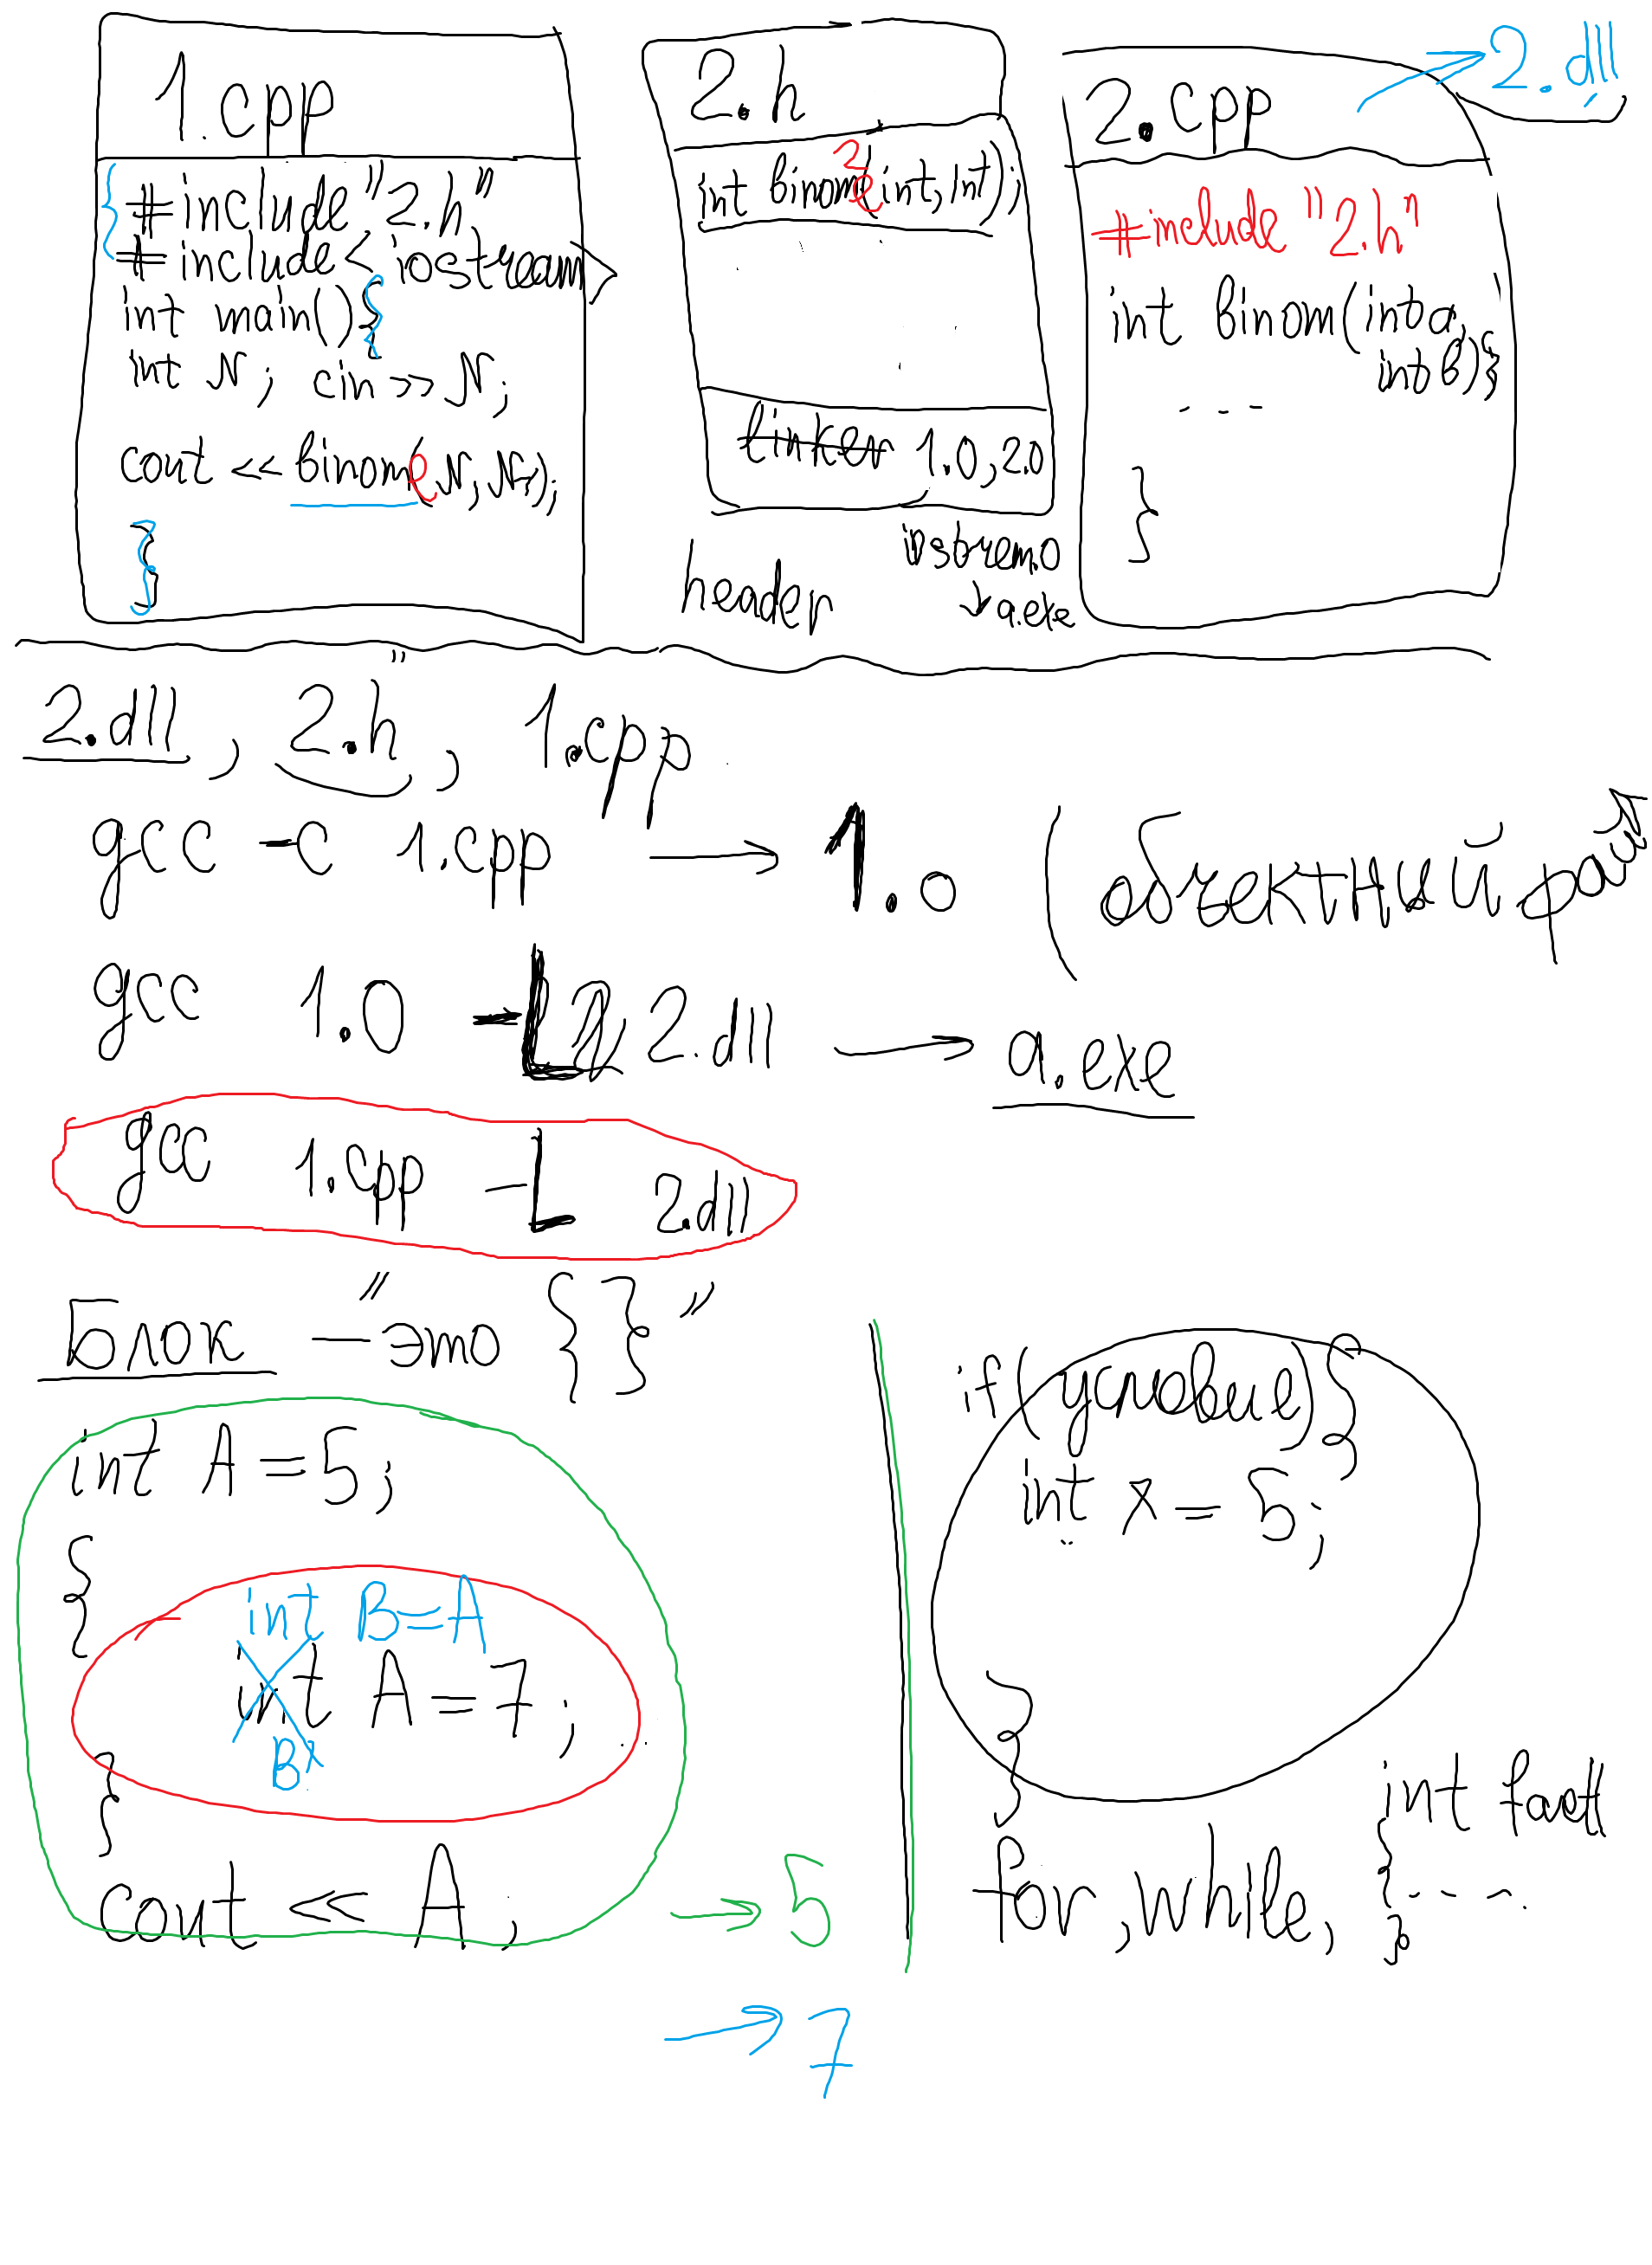 1.cpp
#include "2.h"
#include <iostream>
int main(){
int N; cin >> N;
cout << binome(N, N);
}
2.h
int binom(int, int);
2
e
linker 1.0, 2.0
header
a.exe
2.cpp
2.dll
#include "2.h"
int binom(int a,
int b){
...
}
2.dll, 2.h, 1.cpp
gcc -c 1.cpp → 1.o (объектный файл
gcc 1.0 -L 2 2.dll → a.exe
gcc 1.cpp -L 2.dll
Блок - "это { }"
int A = 5;
{
int B = A
int A = 7;
B
}
cout << A;
→ 5
→ 7
if (условие) {
int x = 5;
}
for, while,
int fact
{ ...
}